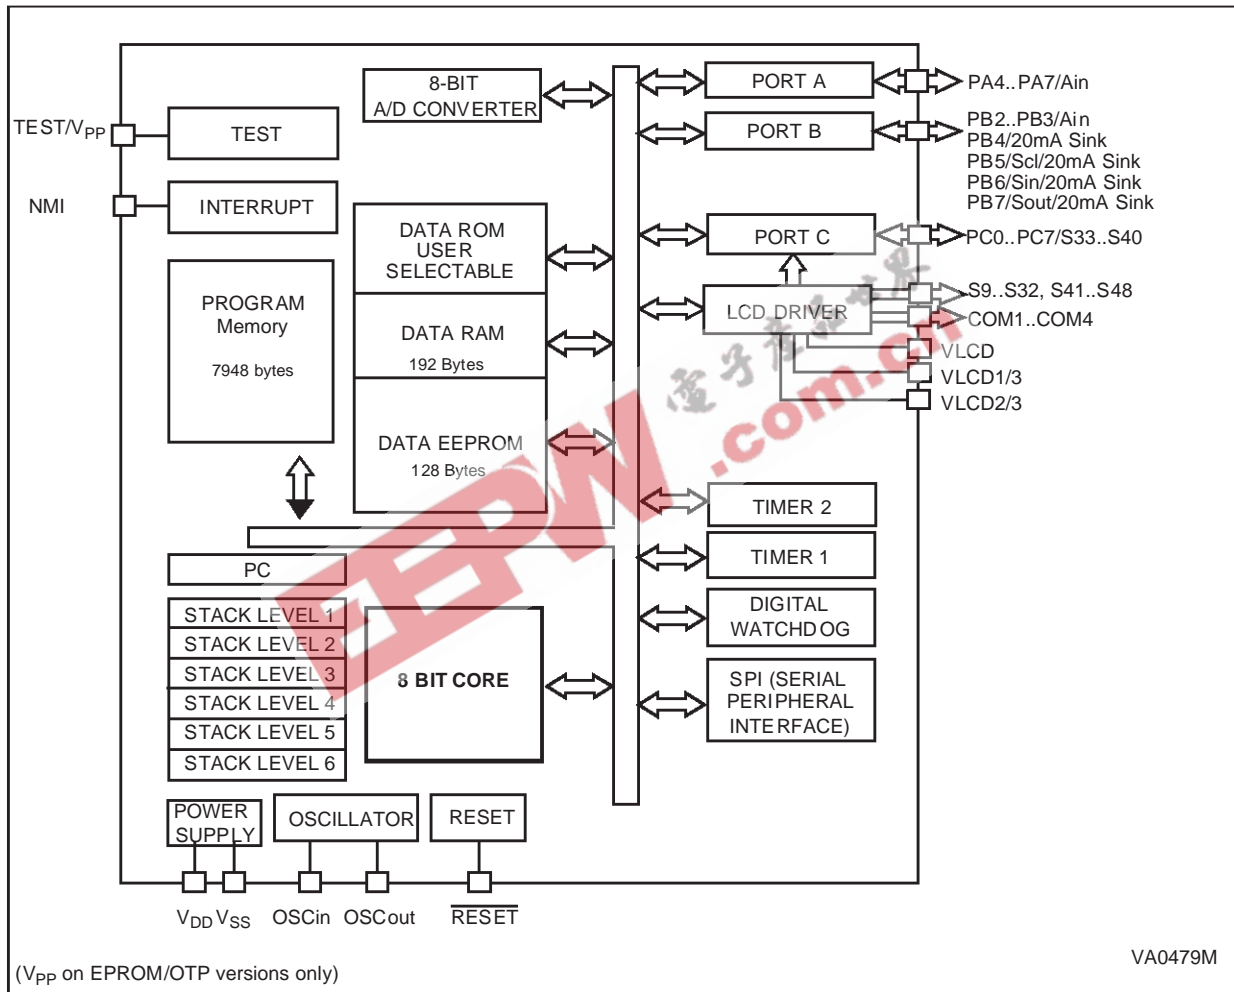 8-BIT
A/D CONVERTER
PORT A
PA4..PA7/Ain
TEST/VPP
TEST
PORT B
PB2..PB3/Ain
PB4/20mA Sink
PB5/Scl/20mA Sink
PB6/Sin/20mA Sink
PB7/Sout/20mA Sink
NMI
INTERRUPT
DATA ROM
USER
SELECTABLE
PORT C
PC0..PC7/S33..S40
PROGRAM
Memory
7948 bytes
DATA RAM
192 Bytes
LCD DRIVER
S9..S32, S41..S48
COM1..COM4
VLCD
VLCD1/3
VLCD2/3
電子產品世界
.com.cn
EEPW
DATA EEPROM
128 Bytes
TIMER 2
PC
TIMER 1
STACK LEVEL 1
STACK LEVEL 2
STACK LEVEL 3
STACK LEVEL 4
STACK LEVEL 5
STACK LEVEL 6
8 BIT CORE
DIGITAL
WATCHDOG
SPI (SERIAL
PERIPHERAL
INTERFACE)
POWER
SUPPLY
OSCILLATOR
RESET
VDD VSS
OSCin
OSCout
RESET
(VPP on EPROM/OTP versions only)
VA0479M